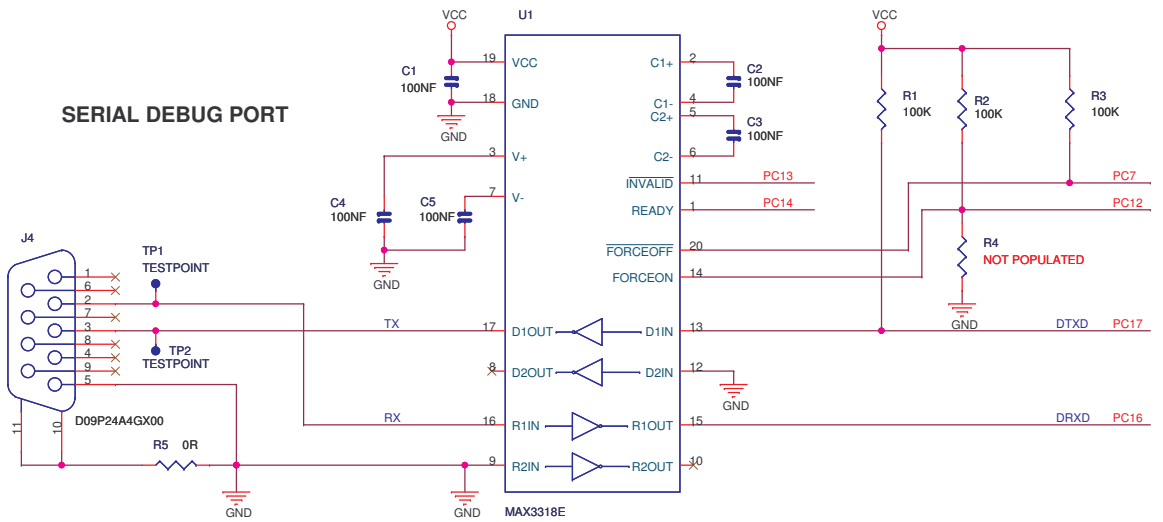 SERIAL DEBUG PORT
VCC
C1
100NF
GND
C4
100NF
C5
100NF
GND
J4
1
6
2
7
3
8
4
9
5
11
10
D09P24A4GX00
TP1
TESTPOINT
TP2
TESTPOINT
R5 0R
GND
GND
TX
RX
U1
19 VCC
18 GND
3 V+
7 V-
17 D1OUT
8 D2OUT
16 R1IN
9 R2IN
C1+ 2
C1- 4
C2+ 5
C2- 6
INVALID 11
READY 1
FORCEOFF 20
FORCEON 14
D1IN 13
D2IN 12
R1OUT 15
R2OUT 10
MAX3318E
C2
100NF
C3
100NF
PC13
PC14
GND
VCC
R1
100K
R2
100K
R3
100K
R4
NOT POPULATED
GND
PC7
PC12
DTXD PC17
DRXD PC16